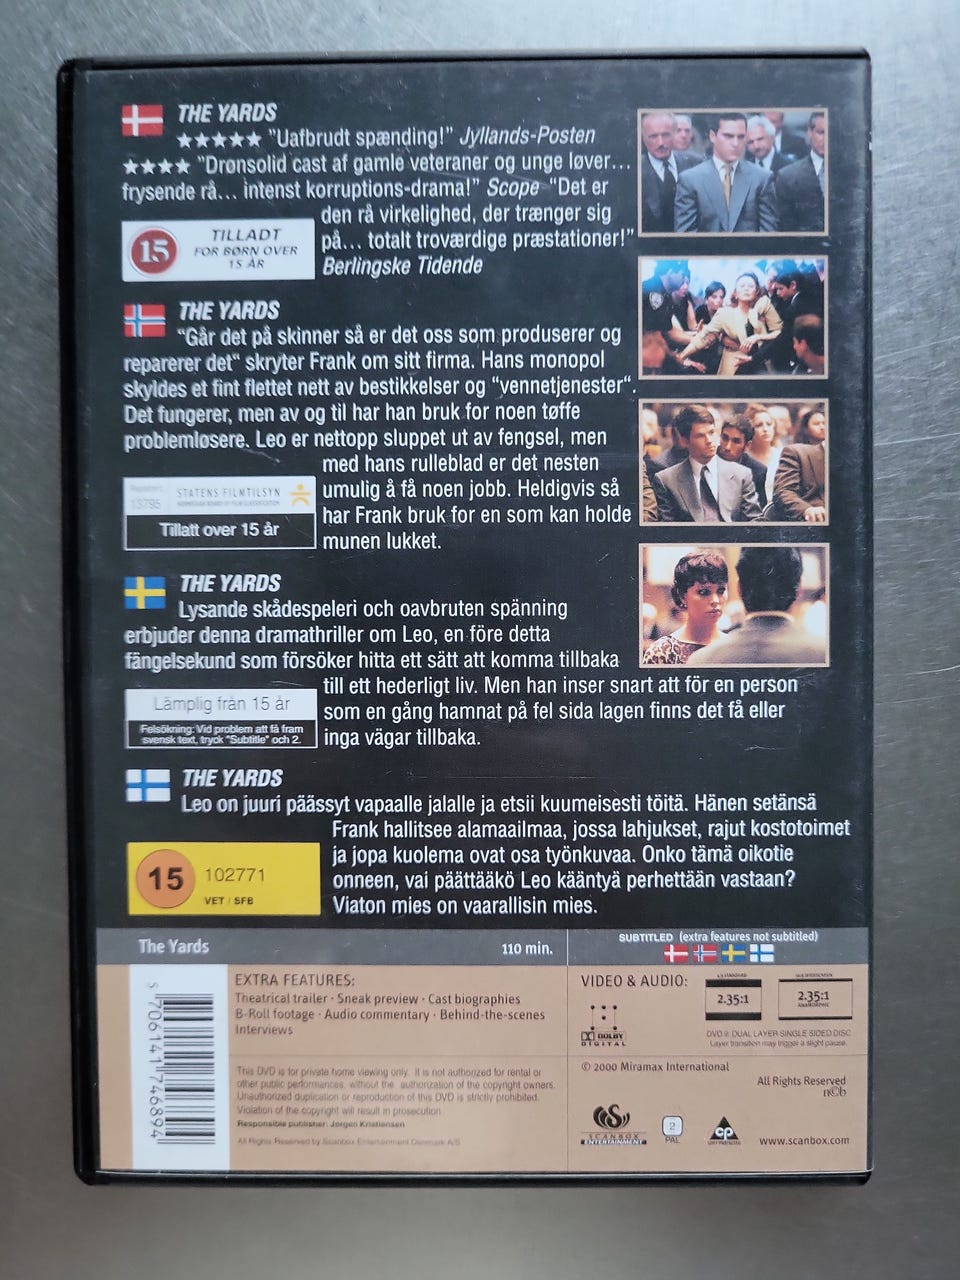 THE YARDS
★★★★★ "Uafbrudt spænding!" Jyllands-Posten
★★★★ "Drønsolid cast af gamle veteraner og unge løver...
frysende rå... intenst korruptions-drama!" Scope "Det er
den rå virkelighed, der trænger sig
på... totalt troværdige præstationer!"
Berlingske Tidende
15
TILLADT
FOR BØRN OVER
15 ÅR
THE YARDS
"Går det på skinner så er det oss som produserer og
reparerer det" skryter Frank om sitt firma. Hans monopol
skyldes et fint flettet nett av bestikkelser og "vennetjenester".
Det fungerer, men av og til har han bruk for noen tøffe
problemløsere. Leo er nettopp sluppet ut av fengsel, men
med hans rulleblad er det nesten
umulig å få noen jobb. Heldigvis så
har Frank bruk for en som kan holde
munen lukket.
13795
STATENS FILMTILSYN
Tillatt over 15 år
THE YARDS
Lysande skådespeleri och oavbruten spänning
erbjuder denna dramathriller om Leo, en före detta
fängelsekund som försöker hitta ett sätt att komma tillbaka
till ett hederligt liv. Men han inser snart att för en person
som en gång hamnat på fel sida lagen finns det få eller
inga vägar tillbaka.
Lämplig från 15 år
Felsökning: Vid problem att få fram
svensk text, tryck "Subtitle" och 2.
THE YARDS
Leo on juuri päässyt vapaalle jalalle ja etsii kuumeisesti töitä. Hänen setänsä
Frank hallitsee alamaailmaa, jossa lahjukset, rajut kostotoimet
ja jopa kuolema ovat osa työnkuvaa. Onko tämä oikotie
onneen, vai päättääkö Leo kääntyä perhettään vastaan?
Viaton mies on vaarallisin mies.
15
102771
VET / SFB
The Yards
110 min.
SUBTITLED (extra features not subtitled)
EXTRA FEATURES:
Theatrical trailer · Sneak preview · Cast biographies
B-Roll footage · Audio commentary · Behind-the-scenes
Interviews
This DVD is for private home viewing only. It is not authorized for rental or
other public performances, without the authorization of the copyright owners.
Unauthorized duplication or reproduction of this DVD is strictly prohibited.
Violation of the copyright will result in prosecution.
Responsible publisher: Jørgen Kristiansen
All Rights Reserved by Scanbox Entertainment Denmark A/S
5 706141 746894
VIDEO & AUDIO:
DOLBY
DIGITAL
2.35:1
2.35:1
ANAMORPHIC
DVD 9: DUAL LAYER SINGLE SIDED DISC
Layer transition may trigger a slight pause.
© 2000 Miramax International
All Rights Reserved
n©b
SCANBOX
ENTERTAINMENT
2
PAL
CP
www.scanbox.com